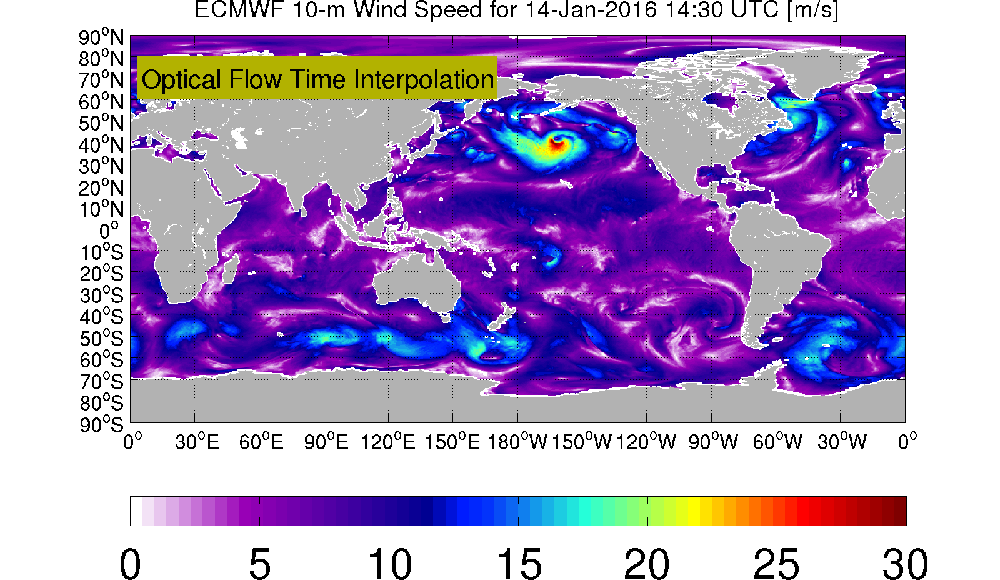 ECMWF 10-m Wind Speed for 14-Jan-2016 14:30 UTC [m/s]
90°N
80°N
Optical Flow Time Interpolation
70°N
60°N
50°N
40°N
30°N
20°N
10°N
0°
10°S
20°S
30°S
40°S
50°S
60°S
70°S
80°S
90°S
0° 30°E 60°E 90°E 120°E 150°E 180°W 150°W 120°W 90°W 60°W 30°W 0°
0 5 10 15 20 25 30